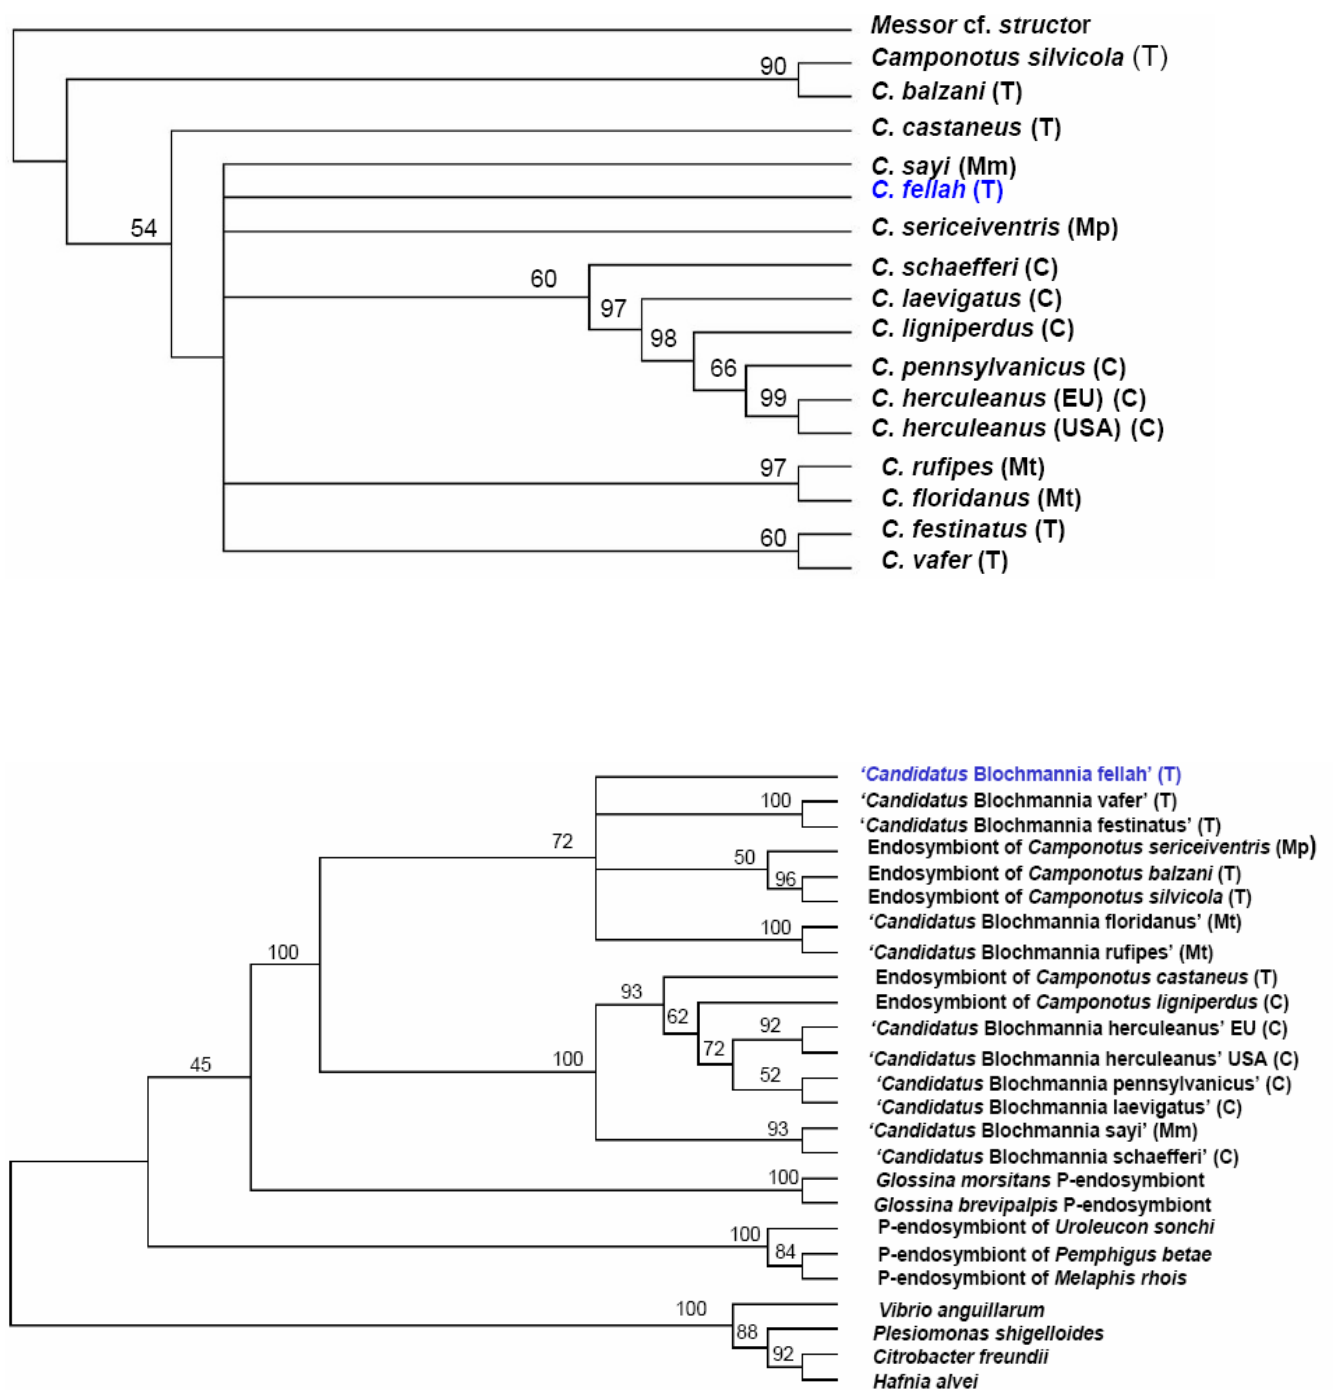 Messor cf. structor
Camponotus silvicola (T)
90
C. balzani (T)
C. castaneus (T)
C. sayi (Mm)
C. fellah (T)
54
C. sericeiventris (Mp)
C. schaefferi (C)
60
C. laevigatus (C)
97
C. ligniperdus (C)
98
C. pennsylvanicus (C)
66
C. herculeanus (EU) (C)
99
C. herculeanus (USA) (C)
C. rufipes (Mt)
97
C. floridanus (Mt)
C. festinatus (T)
60
C. vafer (T)
‘Candidatus Blochmannia fellah’ (T)
100
‘Candidatus Blochmannia vafer’ (T)
‘Candidatus Blochmannia festinatus’ (T)
72
Endosymbiont of Camponotus sericeiventris (Mp)
50
Endosymbiont of Camponotus balzani (T)
96
Endosymbiont of Camponotus silvicola (T)
‘Candidatus Blochmannia floridanus’ (Mt)
100
‘Candidatus Blochmannia rufipes’ (Mt)
100
Endosymbiont of Camponotus castaneus (T)
93
Endosymbiont of Camponotus ligniperdus (C)
62
‘Candidatus Blochmannia herculeanus’ EU (C)
92
72
‘Candidatus Blochmannia herculeanus’ USA (C)
100
45
52
‘Candidatus Blochmannia pennsylvanicus’ (C)
‘Candidatus Blochmannia laevigatus’ (C)
93
‘Candidatus Blochmannia sayi’ (Mm)
‘Candidatus Blochmannia schaefferi’ (C)
100
Glossina morsitans P-endosymbiont
Glossina brevipalpis P-endosymbiont
100
P-endosymbiont of Uroleucon sonchi
84
P-endosymbiont of Pemphigus betae
P-endosymbiont of Melaphis rhois
100
Vibrio anguillarum
88
Plesiomonas shigelloides
92
Citrobacter freundii
Hafnia alvei